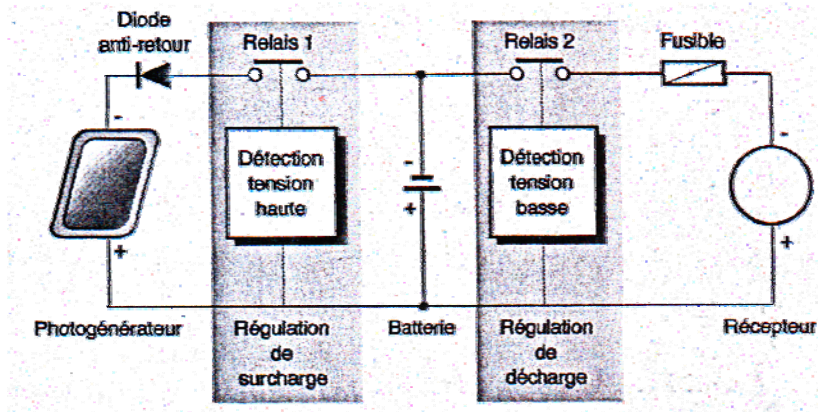 Diode
anti-retour
Relais 1
Relais 2
Fusible
-
-
-
Détection
tension
haute
Détection
tension
basse
+
+
+
Photogénérateur
Régulation
de
surcharge
Batterie
Régulation
de
décharge
Récepteur